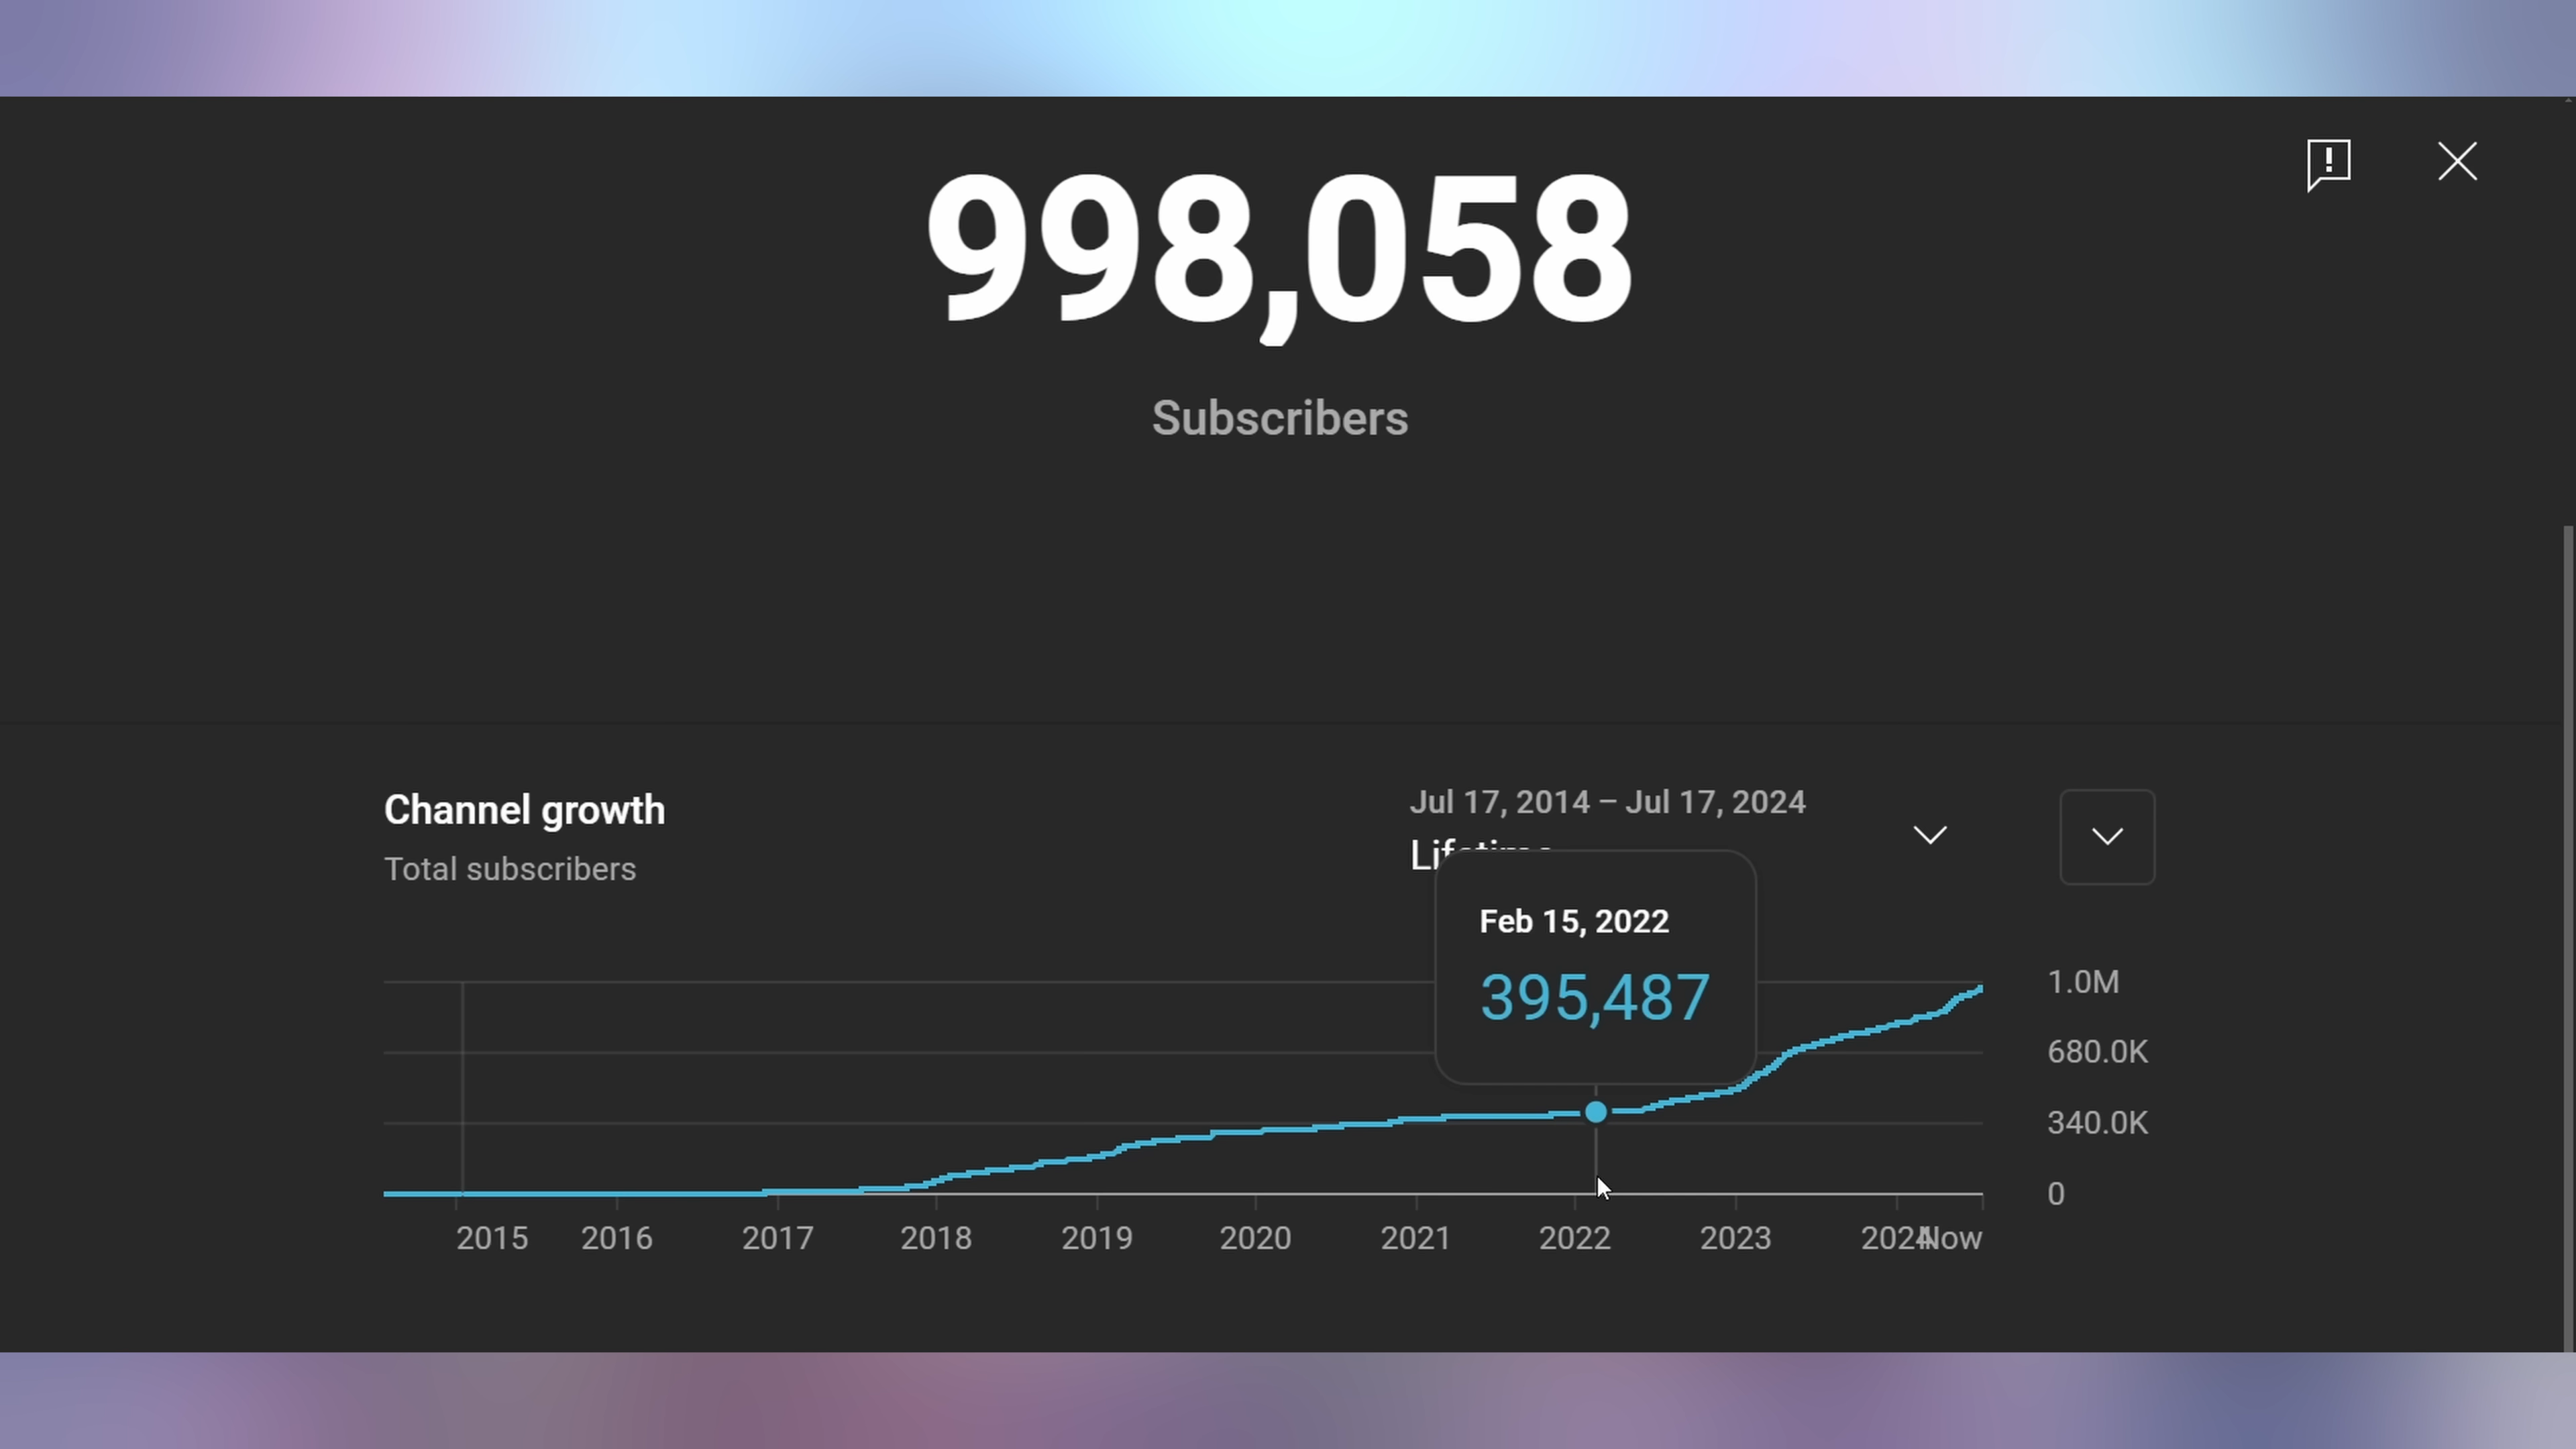 998,058
Subscribers
Channel growth
Total subscribers
Jul 17, 2014 – Jul 17, 2024
Lifetime
Feb 15, 2022
395,487
1.0M
680.0K
340.0K
0
2015 2016 2017 2018 2019 2020 2021 2022 2023 2024 Now